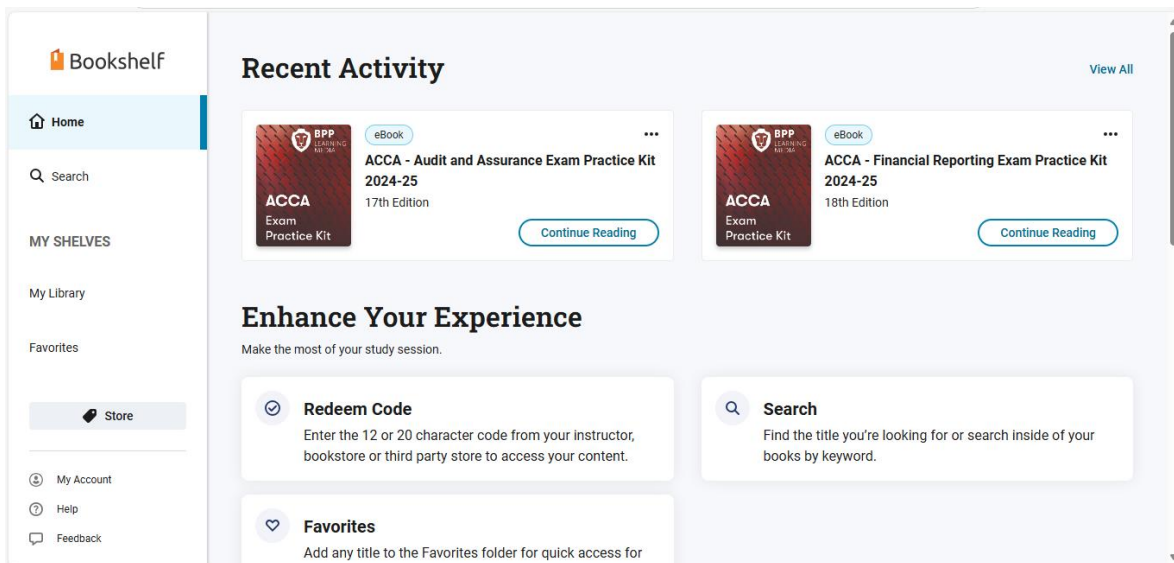 Bookshelf
Home
Search
MY SHELVES
My Library
Favorites
Store
My Account
Help
Feedback
Recent Activity
View All
BPP
LEARNING
MEDIA
ACCA
Exam
Practice Kit
eBook
ACCA - Audit and Assurance Exam Practice Kit
2024-25
17th Edition
Continue Reading
BPP
LEARNING
MEDIA
ACCA
Exam
Practice Kit
eBook
ACCA - Financial Reporting Exam Practice Kit
2024-25
18th Edition
Continue Reading
Enhance Your Experience
Make the most of your study session.
Redeem Code
Enter the 12 or 20 character code from your instructor,
bookstore or third party store to access your content.
Search
Find the title you're looking for or search inside of your
books by keyword.
Favorites
Add any title to the Favorites folder for quick access for